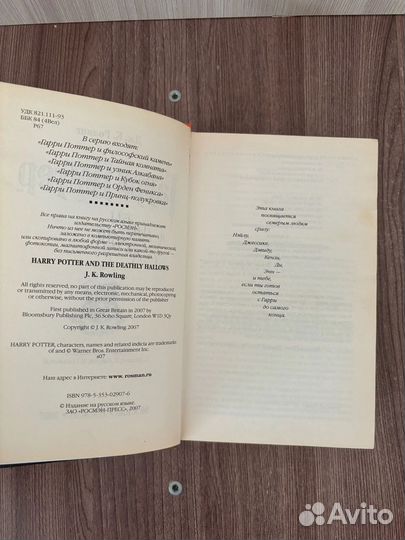 УДК 821.111-93
ББК 84 (4Вел)
Р67
В серию входят:
«Гарри Поттер и философский камень»
«Гарри Поттер и Тайная комната»
«Гарри Поттер и узник Азкабана»
«Гарри Поттер и Кубок огня»
«Гарри Поттер и Орден Феникса»
«Гарри Поттер и Принц-полукровка»
Все права на книгу на русском языке принадлежат
издательству «РОСМЭН».
Ничто из нее не может быть перепечатано,
заложено в компьютерную память
или скопировано в любой форме — электронной, механической,
фотокопии, магнитофонной записи или какой-то другой —
без письменного разрешения владельца.
HARRY POTTER AND THE DEATHLY HALLOWS
J. K. Rowling
All rights reserved, no part of this publication may be reproduced
or transmitted by any means, electronic, mechanical, photocopying
or otherwise, without prior permission of the publisher
First published in Great Britain in 2007 by
Bloomsbury Publishing Plc, 36 Soho Square, London W1D 3QY
Copyright © J. K. Rowling 2007
HARRY POTTER, characters, names and related indicia are trademarks
of and © Warner Bros. Entertainment Inc.
s07
Наш адрес в Интернете: www.rosman.ru
ISBN 978-5-353-02907-6
© Издание на русском языке.
ЗАО «РОСМЭН-ПРЕСС», 2007
Эта книга
посвящается
семерым людям
сразу:
Нейлу,
Джессике,
Дэвиду,
Кензи,
Ди,
Энн —
и тебе,
если ты готов
остаться
с Гарри
до самого
конца.
Avito